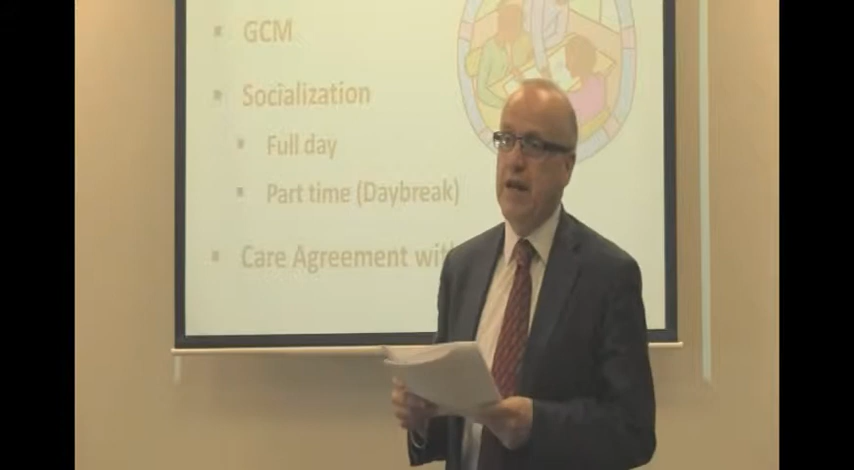 GCM
Socialization
Full day
Part time (Daybreak)
Care Agreement with